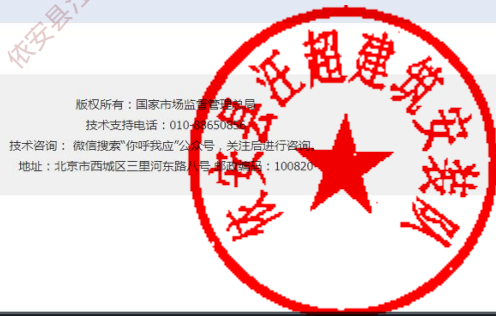 依安县汪
版权所有：国家市场监督管理总局
技术支持电话：010-8865085
技术咨询： 微信搜索"你呼我应"公众号，关注后进行咨询。
地址：北京市西城区三里河东路八号 邮政编码：100820
依安县汪超建筑安装队